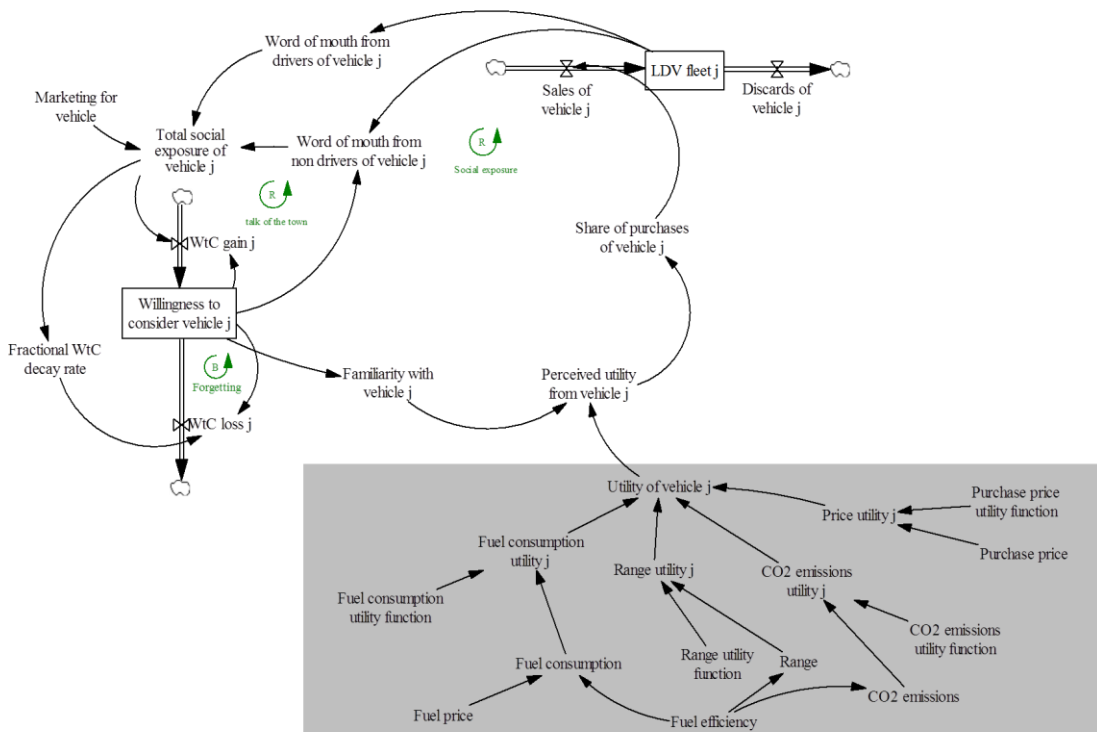 Word of mouth from
drivers of vehicle j
LDV fleet j
Sales of
vehicle j
Discards of
vehicle j
Marketing for
vehicle
Total social
exposure of
vehicle j
Word of mouth from
non drivers of vehicle j
R
Social exposure
R
talk of the town
Share of purchases
of vehicle j
WtC gain j
Willingness to
consider vehicle j
Fractional WtC
decay rate
B
Forgetting
Familiarity with
vehicle j
Perceived utility
from vehicle j
WtC loss j
Utility of vehicle j
Price utility j
Purchase price
utility function
Purchase price
Fuel consumption
utility j
Range utility j
CO2 emissions
utility j
Fuel consumption
utility function
CO2 emissions
utility function
Range utility
function
Range
Fuel consumption
CO2 emissions
Fuel price
Fuel efficiency